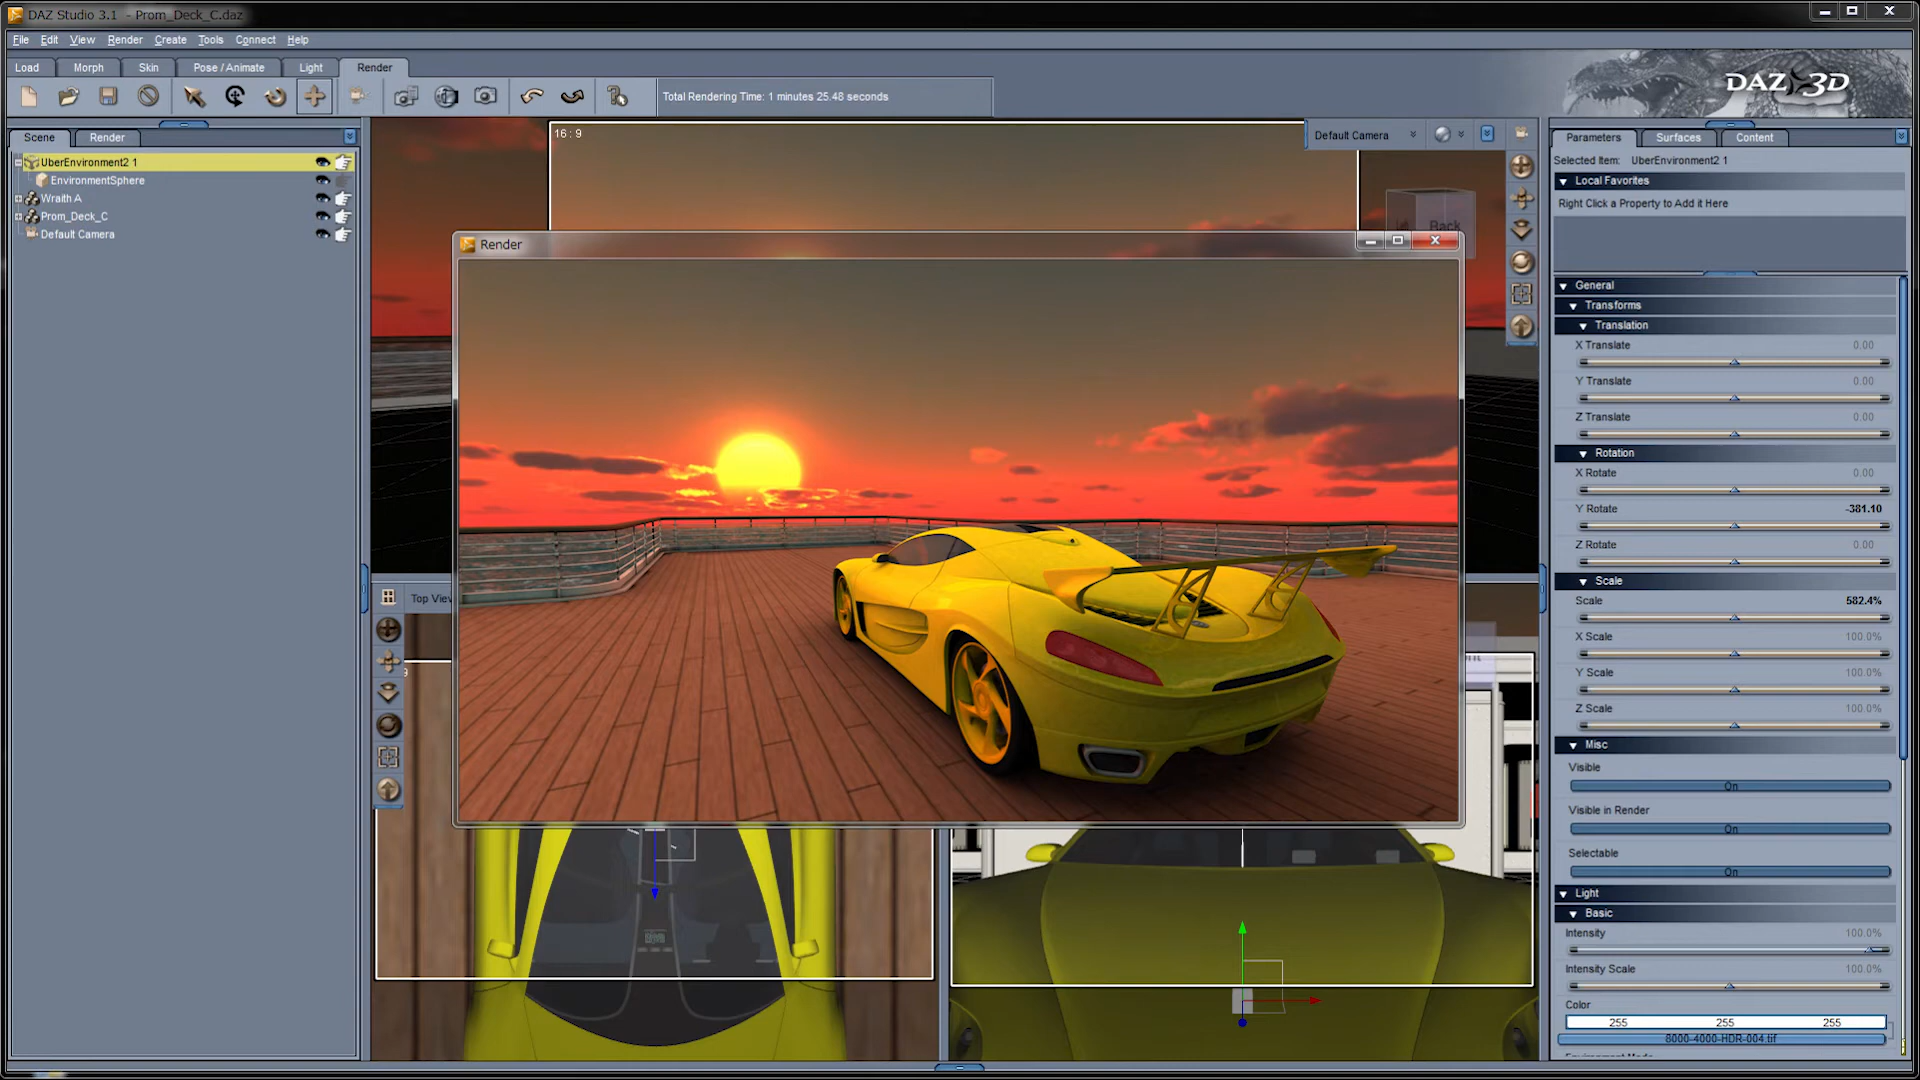 DAZ Studio 3.1 - Prom_Deck_C.daz
File Edit View Render Create Tools Connect Help
Load Morph Skin Pose / Animate Light Render
Total Rendering Time: 1 minutes 25.48 seconds
DAZ 3D
Scene Render
UberEnvironment2 1
EnvironmentSphere
Wraith A
Prom_Deck_C
Default Camera
16 : 9
Default Camera
Back
Render
Top View
Parameters Surfaces Content
Selected Item: UberEnvironment2 1
Local Favorites
Right Click a Property to Add it Here
General
Transforms
Translation
X Translate 0.00
Y Translate 0.00
Z Translate 0.00
Rotation
X Rotate 0.00
Y Rotate -381.10
Z Rotate 0.00
Scale
Scale 582.4%
X Scale 100.0%
Y Scale 100.0%
Z Scale 100.0%
Misc
Visible
On
Visible in Render
On
Selectable
On
Light
Basic
Intensity 100.0%
Intensity Scale 100.0%
Color
255 255 255
8000-4000-HDR-004.tif